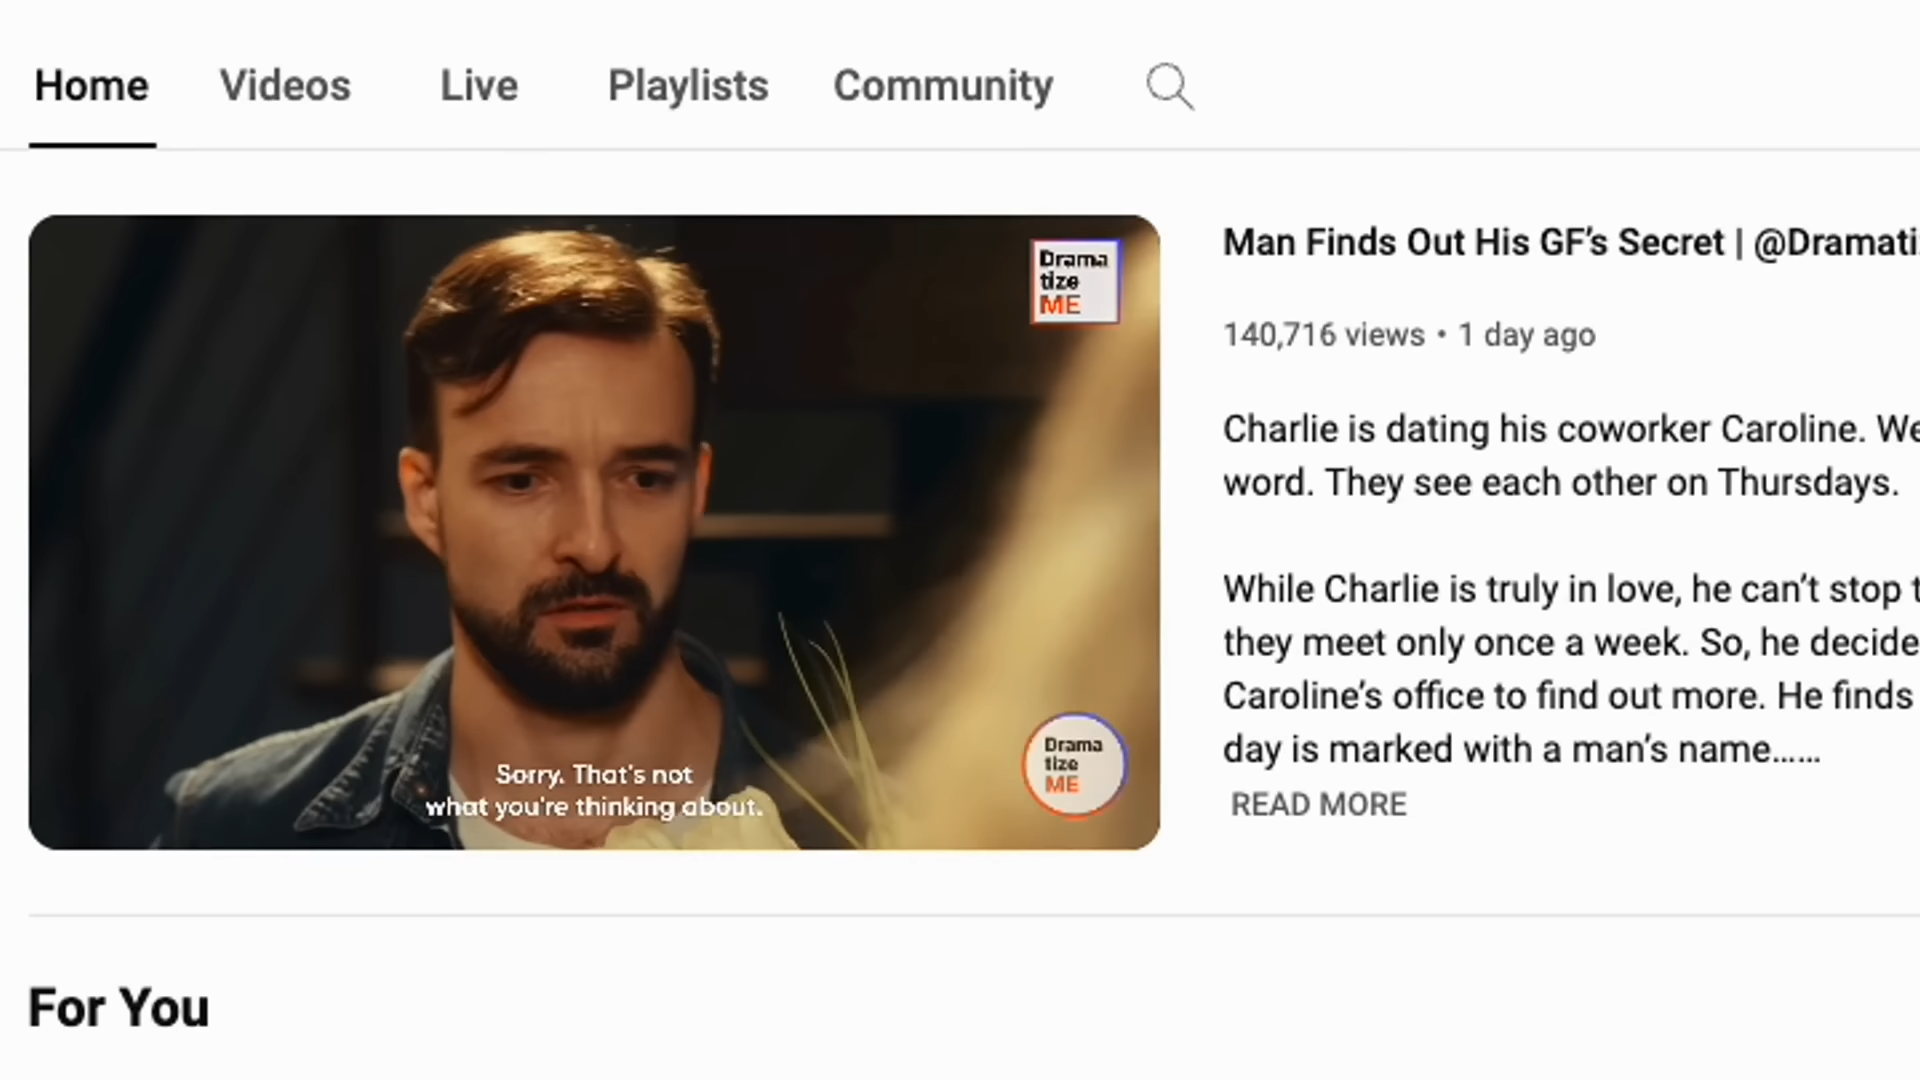 Home Videos Live Playlists Community
Drama
tize
ME
Sorry. That's not
what you're thinking about.
Drama
tize
ME
Man Finds Out His GF’s Secret | @Dramati
140,716 views • 1 day ago
Charlie is dating his coworker Caroline. We
word. They see each other on Thursdays.
While Charlie is truly in love, he can’t stop t
they meet only once a week. So, he decide
Caroline’s office to find out more. He finds
day is marked with a man’s name......
READ MORE
For You